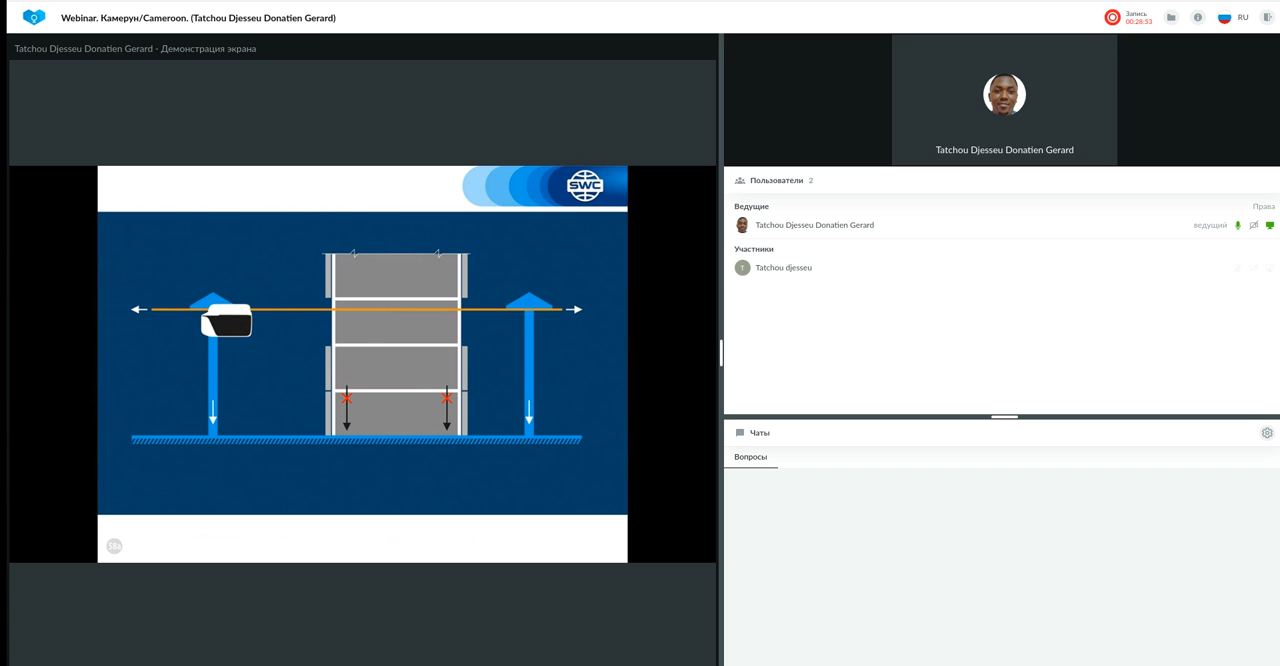 Webinar. Камерун/Cameroon. (Tatchou Djesseu Donatien Gerard)
Запись
00:28:53
RU
Tatchou Djesseu Donatien Gerard - Демонстрация экрана
SWC
58a
Tatchou Djesseu Donatien Gerard
Пользователи 2
Ведущие Права
Tatchou Djesseu Donatien Gerard ведущий
Участники
T Tatchou djesseu
Чаты
Вопросы